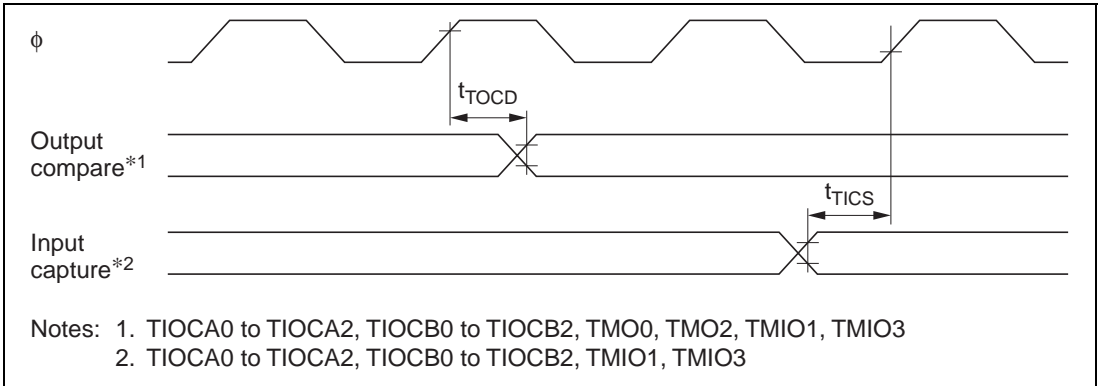 ϕ
tTOCD
Output
compare*1
tTICS
Input
capture*2
Notes: 1. TIOCA0 to TIOCA2, TIOCB0 to TIOCB2, TMO0, TMO2, TMIO1, TMIO3
2. TIOCA0 to TIOCA2, TIOCB0 to TIOCB2, TMIO1, TMIO3